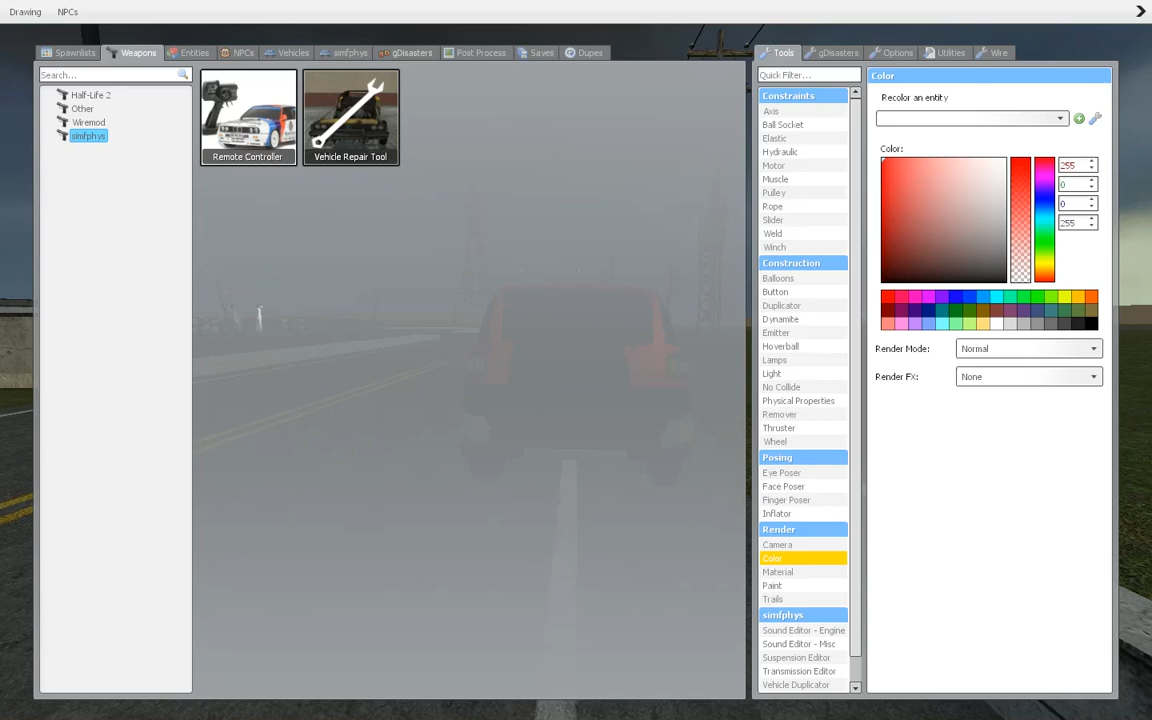 Drawing NPCs
Spawnlists Weapons Entities NPCs Vehicles simfphys gDisasters Post Process Saves Dupes
Tools gDisasters Options Utilities Wire
Search...
Half-Life 2
Other
Wiremod
simfphys
Remote Controller
Vehicle Repair Tool
Quick Filter...
Constraints
Axis
Ball Socket
Elastic
Hydraulic
Motor
Muscle
Pulley
Rope
Slider
Weld
Winch
Construction
Balloons
Button
Duplicator
Dynamite
Emitter
Hoverball
Lamps
Light
No Collide
Physical Properties
Remover
Thruster
Wheel
Posing
Eye Poser
Face Poser
Finger Poser
Inflator
Render
Camera
Color
Material
Paint
Trails
simfphys
Sound Editor - Engine
Sound Editor - Misc
Suspension Editor
Transmission Editor
Vehicle Duplicator
Color
Recolor an entity
Color:
255
0
0
255
Render Mode: Normal
Render FX: None